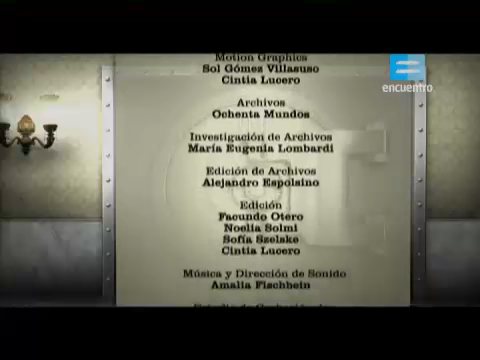 Motion Graphics
Sol Gómez Villasuso
Cintia Lucero
encuentro
Archivos
Ochenta Mundos
Investigación de Archivos
María Eugenia Lombardi
Edición de Archivos
Alejandro Espolsino
Edición
Facundo Otero
Noelia Solmi
Sofía Szelske
Cintia Lucero
Música y Dirección de Sonido
Amalia Fischbein